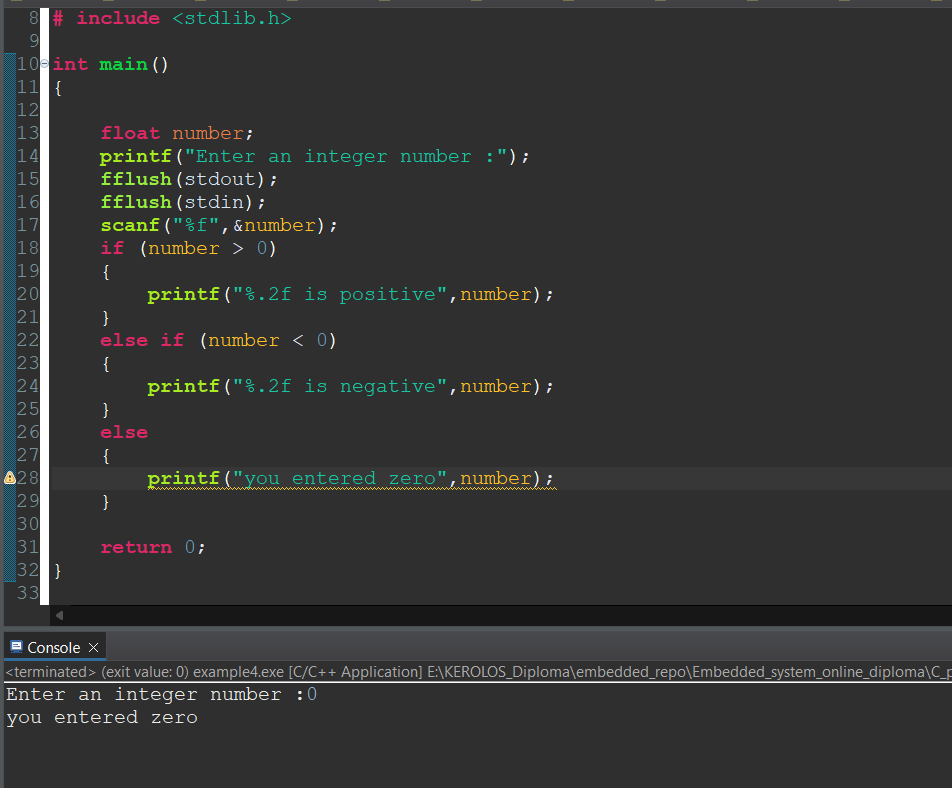 8 # include <stdlib.h>
9
10 int main()
11 {
12
13 float number;
14 printf("Enter an integer number :");
15 fflush(stdout);
16 fflush(stdin);
17 scanf("%f",&number);
18 if (number > 0)
19 {
20 printf("%.2f is positive",number);
21 }
22 else if (number < 0)
23 {
24 printf("%.2f is negative",number);
25 }
26 else
27 {
28 printf("you entered zero",number);
29 }
30
31 return 0;
32 }
33
Console
<terminated> (exit value: 0) example4.exe [C/C++ Application] E:\KEROLOS_Diploma\embedded_repo\Embedded_system_online_diploma\C_p
Enter an integer number :0
you entered zero